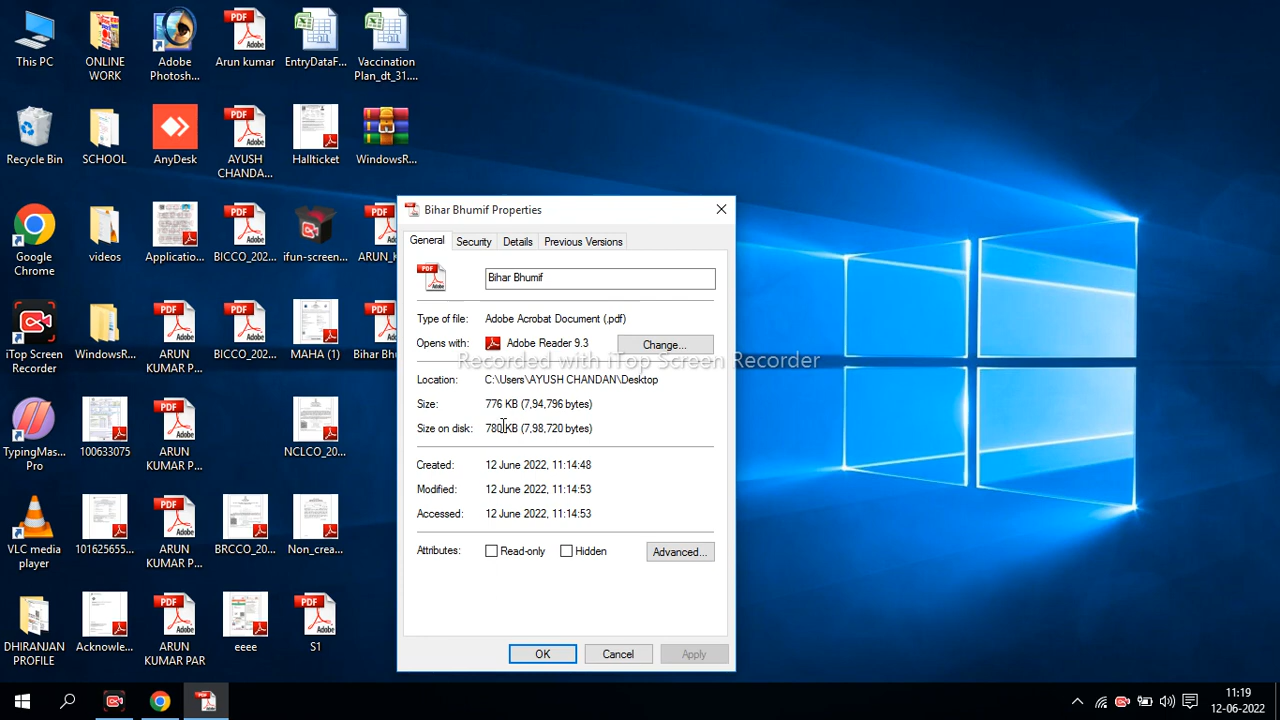 This PC
ONLINE WORK
Adobe Photosh...
Arun kumar
EntryDataF...
Vaccination Plan_dt_31....
Recycle Bin
SCHOOL
AnyDesk
AYUSH CHANDA...
Hallticket
WindowsR...
Google Chrome
videos
Applicatio...
BICCO_202...
ifun-screen...
ARUN_K
iTop Screen Recorder
WindowsR...
ARUN KUMAR P...
BICCO_202...
MAHA (1)
Bihar Bhu
TypingMas... Pro
100633075
ARUN KUMAR P...
NCLCO_20...
VLC media player
101625655...
ARUN KUMAR P...
BRCCO_20...
Non_crea...
DHIRANJAN PROFILE
Acknowle...
ARUN KUMAR PAR
eeee
S1
Bihar Bhumif Properties
General
Security
Details
Previous Versions
PDF
Adobe
Bihar Bhumif
Type of file: Adobe Acrobat Document (.pdf)
Opens with: Adobe Reader 9.3
Change...
Recorded with iTop Screen Recorder
Location: C:\Users\AYUSH CHANDAN\Desktop
Size: 776 KB (7,94,796 bytes)
Size on disk: 780 KB (7,98,720 bytes)
Created: 12 June 2022, 11:14:48
Modified: 12 June 2022, 11:14:53
Accessed: 12 June 2022, 11:14:53
Attributes: Read-only Hidden
Advanced...
OK
Cancel
Apply
11:19
12-06-2022